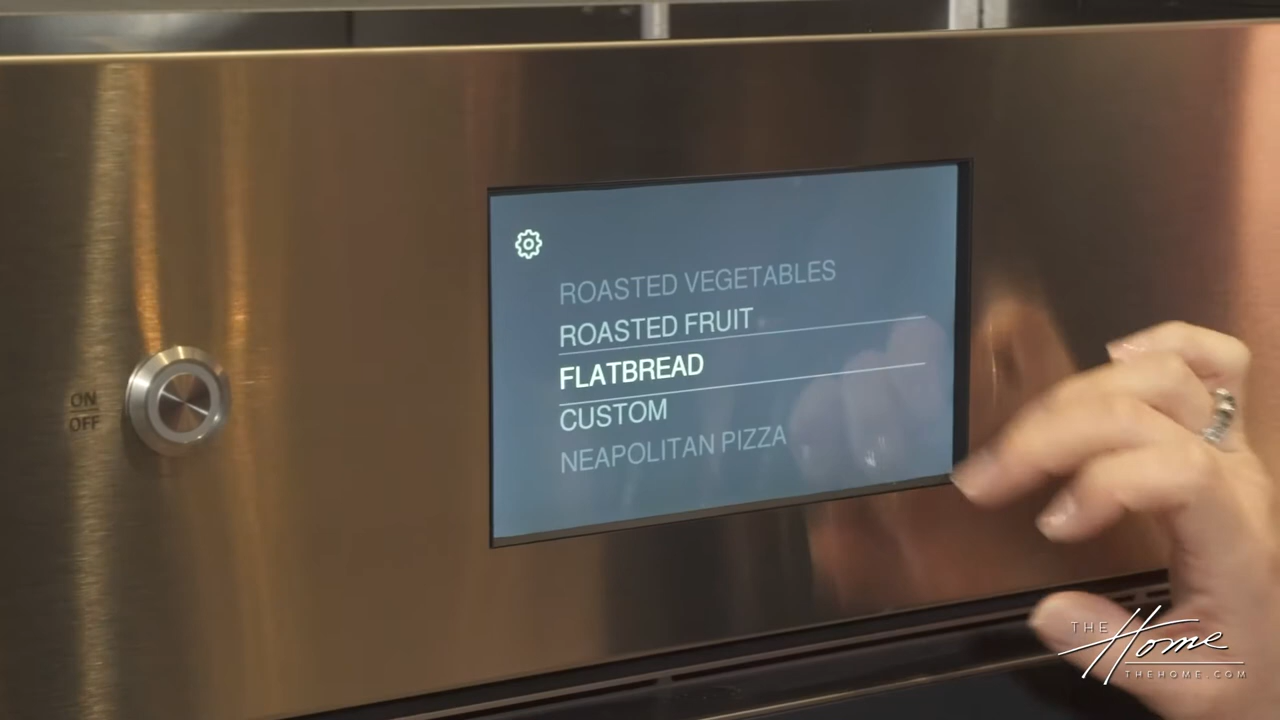 ROASTED VEGETABLES
ROASTED FRUIT
FLATBREAD
CUSTOM
NEAPOLITAN PIZZA
ON
OFF
THE Home
THEHOME.COM